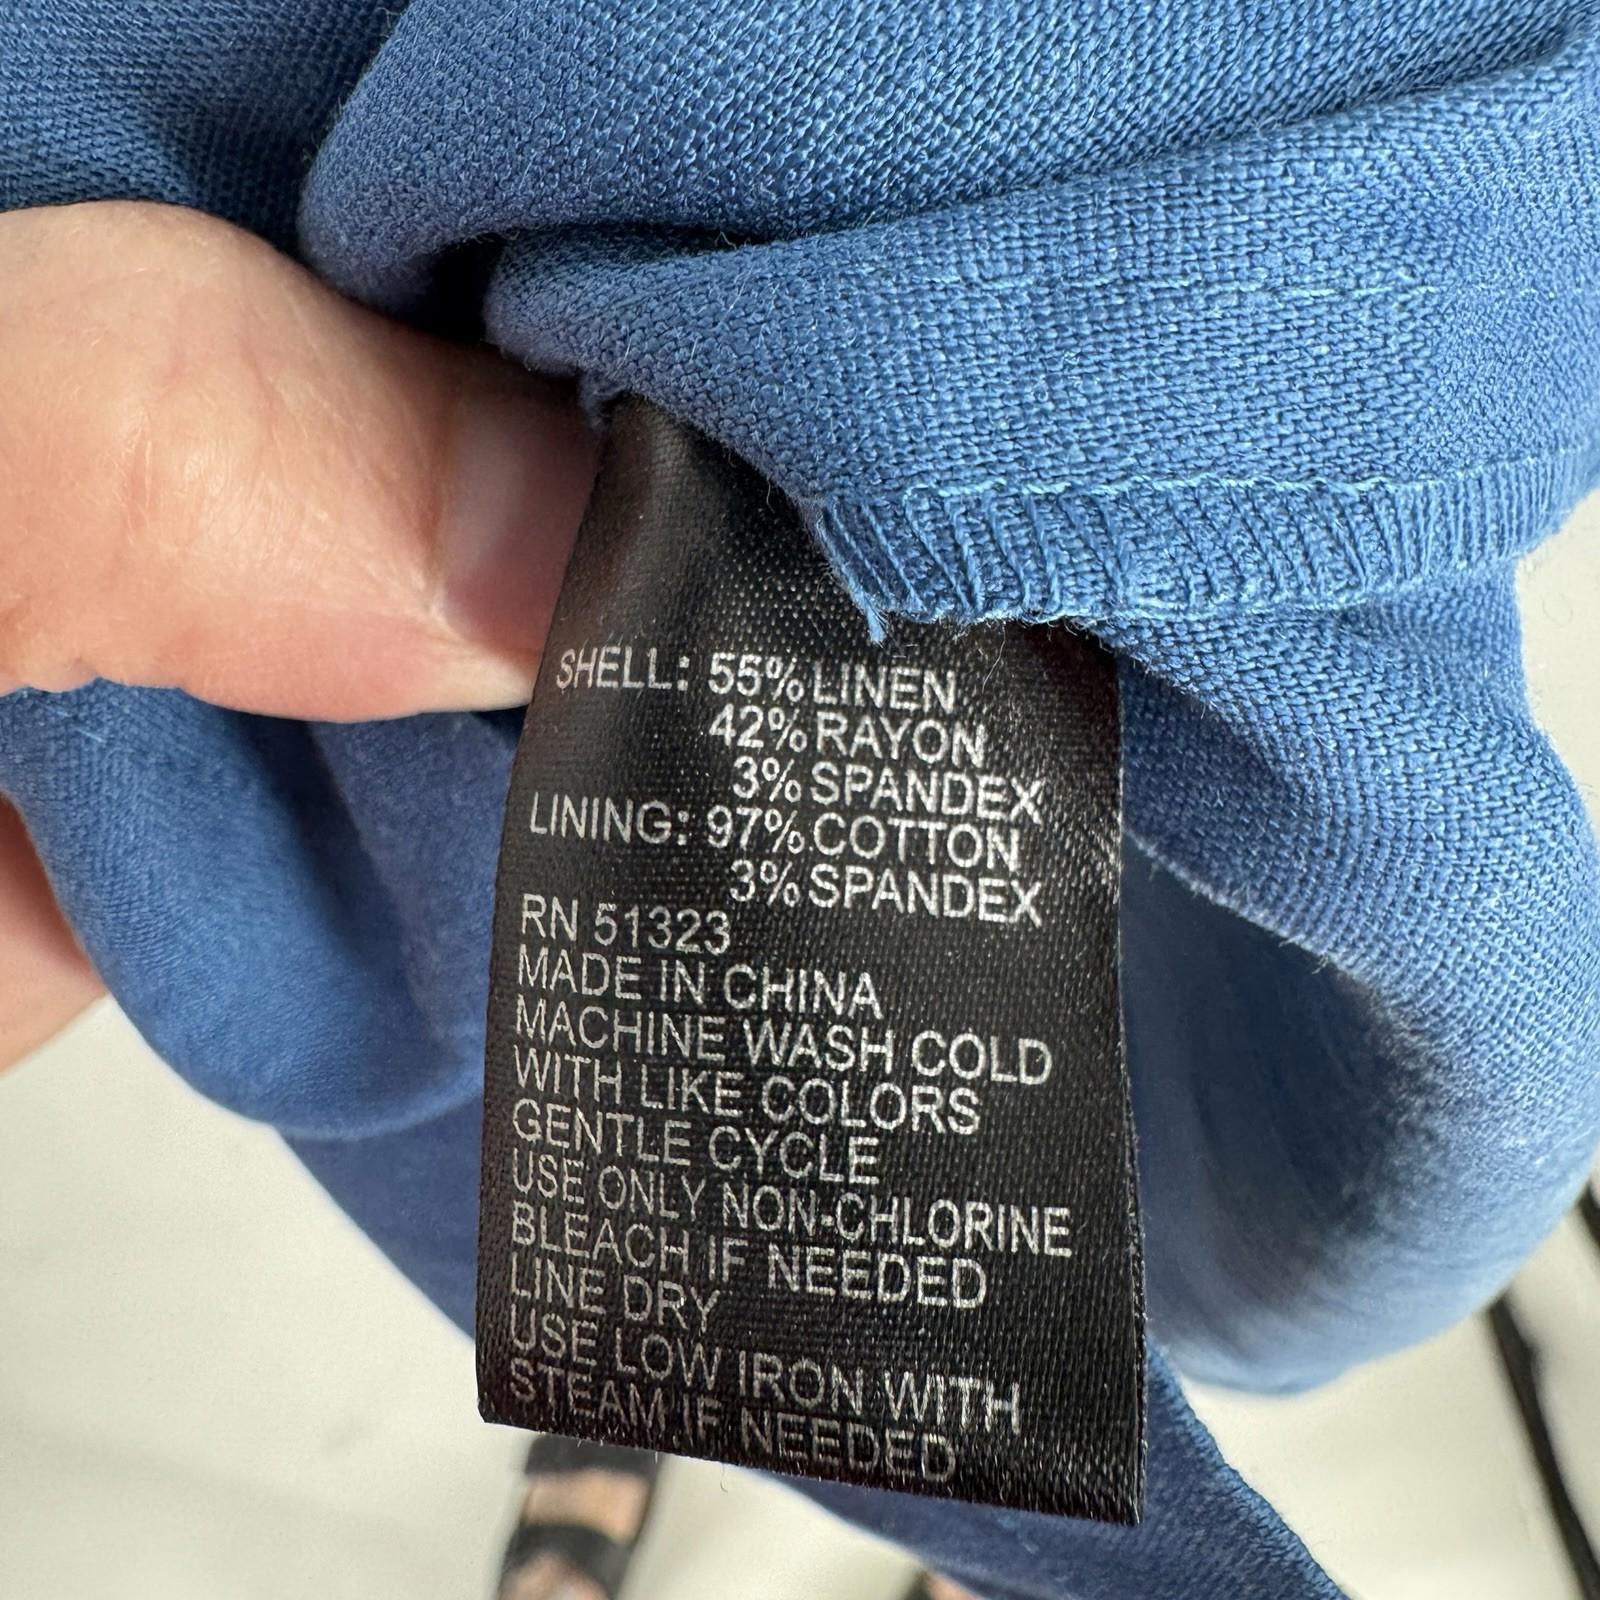 SHELL: 55% LINEN
42% RAYON
3% SPANDEX
LINING: 97% COTTON
3% SPANDEX
RN 51323
MADE IN CHINA
MACHINE WASH COLD
WITH LIKE COLORS
GENTLE CYCLE
USE ONLY NON-CHLORINE
BLEACH IF NEEDED
LINE DRY
USE LOW IRON WITH
STEAM IF NEEDED